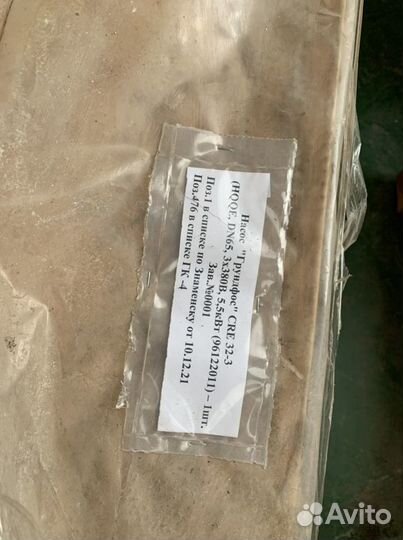 Насос "Грундфос" CRE 32-3
(HQQE, DN65, 3х380В, 5,5кВт (96122011) – 1шт.
Зав.№0001
Поз.1 в списке по Знаменску от 10.12.21
Поз.476 в списке ГК -4
Avito